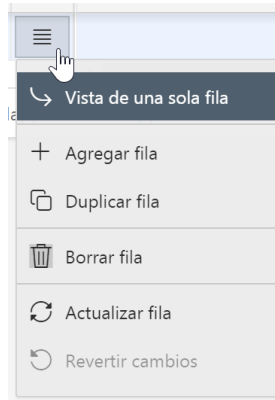 Vista de una sola fila
Agregar fila
Duplicar fila
Borrar fila
Actualizar fila
Revertir cambios